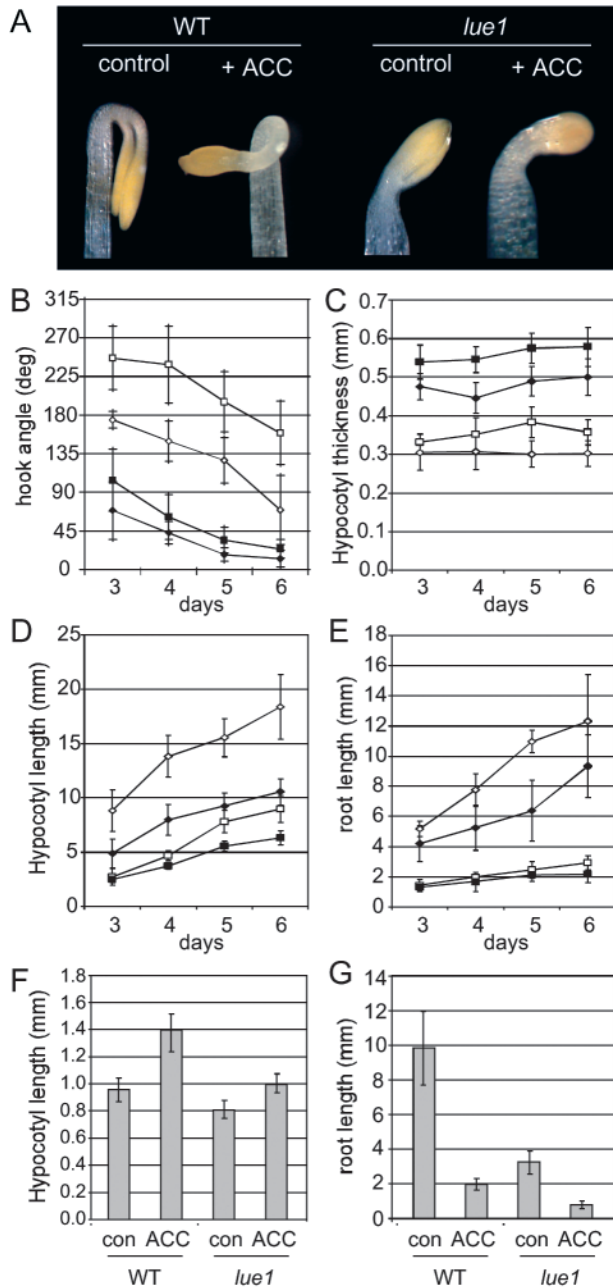 A
WT
lue1
control
+ ACC
control
+ ACC
B
315
270
225
180
135
90
45
0
hook angle (deg)
3 4 5 6
days
C
0.7
0.6
0.5
0.4
0.3
0.2
0.1
0.0
Hypocotyl thickness (mm)
3 4 5 6
days
D
25
20
15
10
5
0
Hypocotyl length (mm)
3 4 5 6
days
E
18
16
14
12
10
8
6
4
2
0
root length (mm)
3 4 5 6
days
F
1.8
1.6
1.4
1.2
1.0
0.8
0.6
0.4
0.2
0.0
Hypocotyl length (mm)
con ACC con ACC
WT lue1
G
14
12
10
8
6
4
2
0
root length (mm)
con ACC con ACC
WT lue1